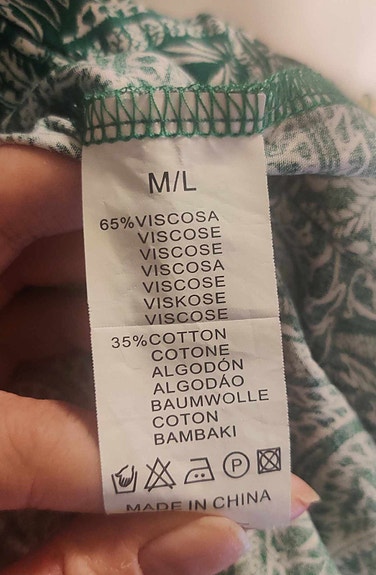 M/L
65% VISCOSA
VISCOSE
VISCOSE
VISCOSA
VISCOSE
VISKOSE
VISCOSE
35% COTTON
COTONE
ALGODÓN
ALGODÃO
BAUMWOLLE
COTON
BAMBAKI
P
MADE IN CHINA